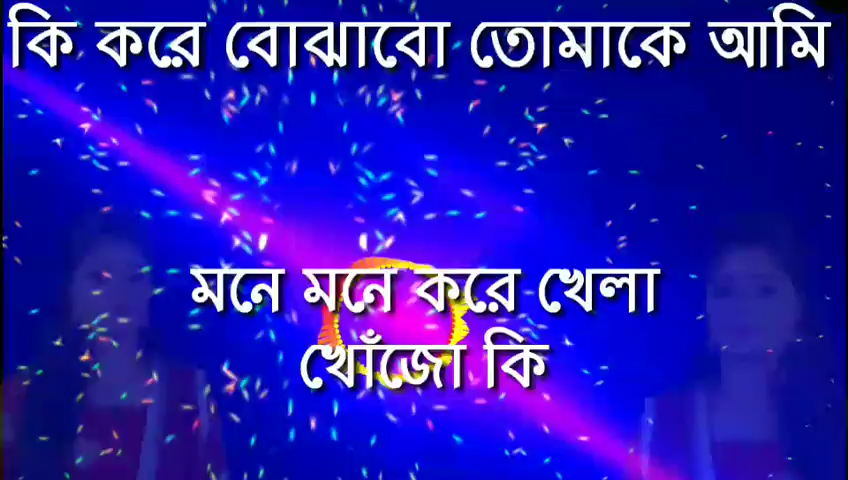 কি করে বোঝাবো তোমাকে আমি
মনে মনে করে খেলা
খোঁজো কি